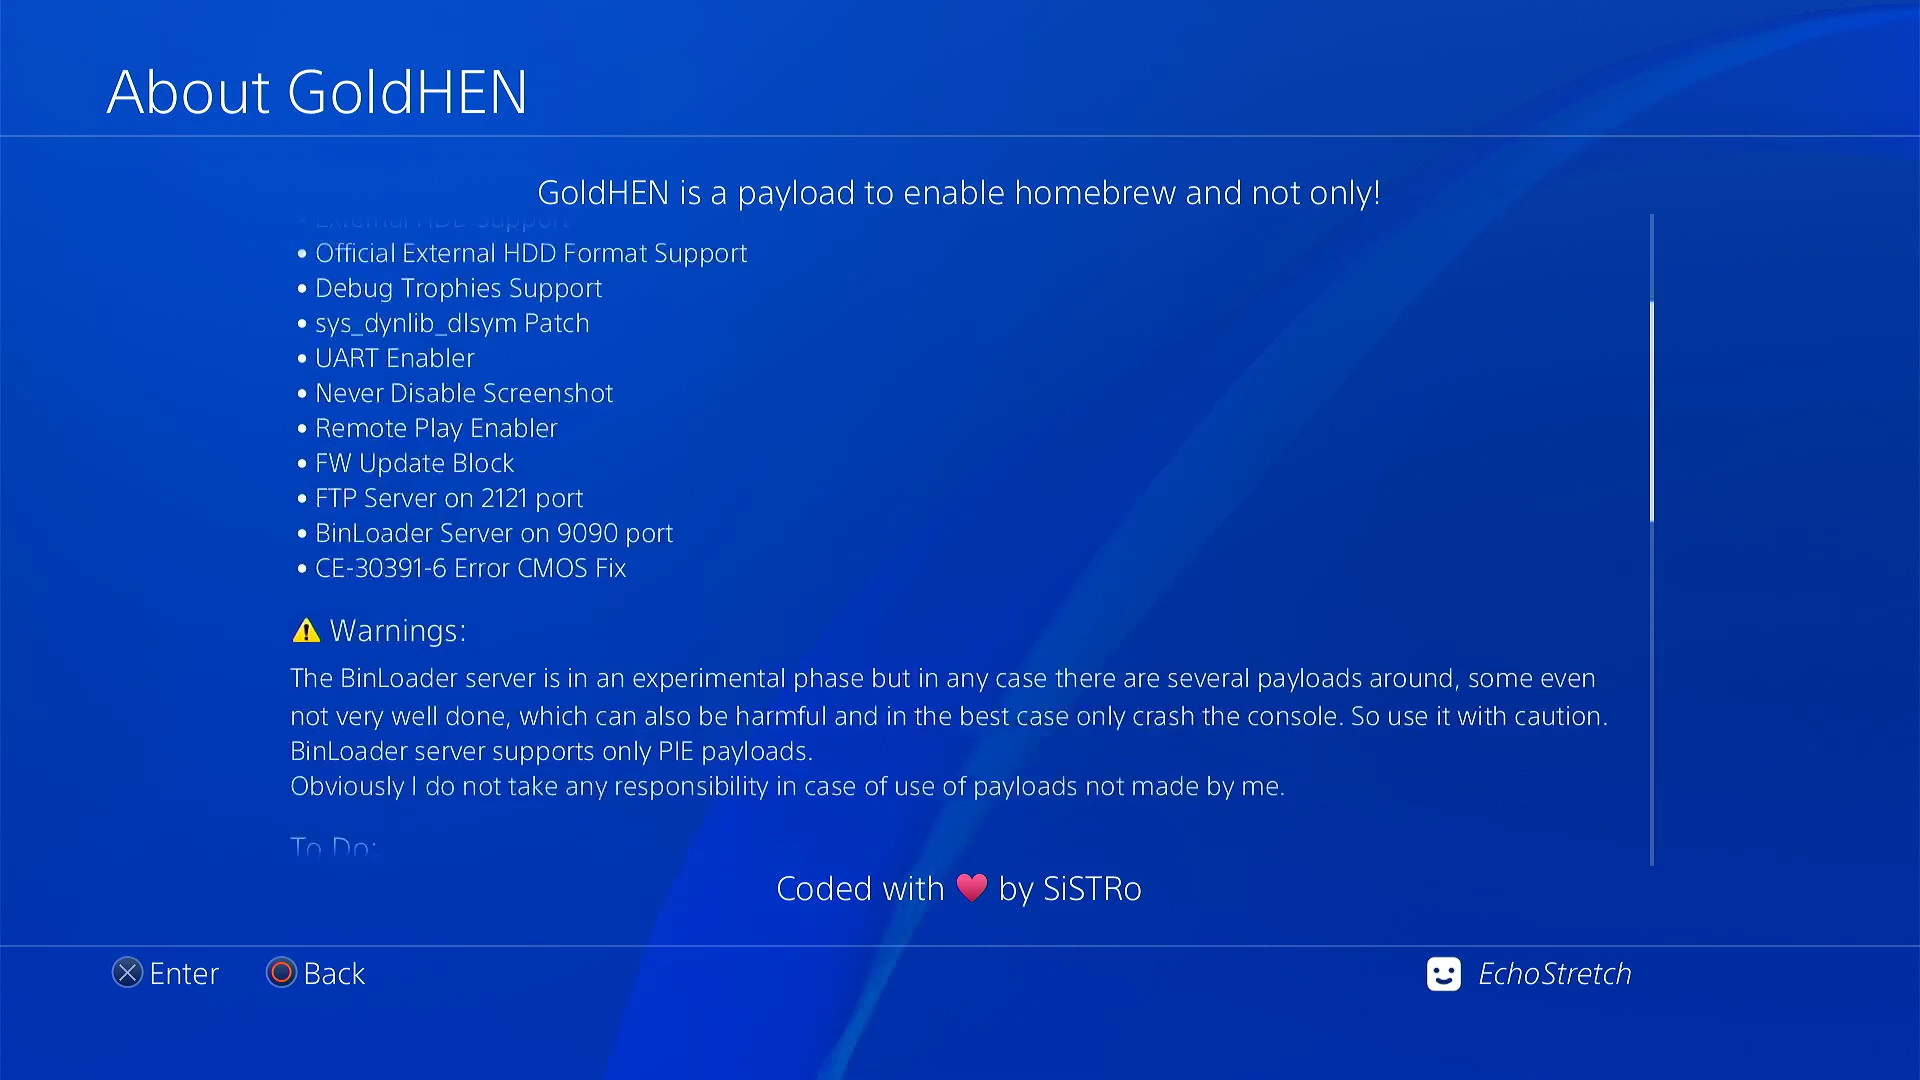 About GoldHEN
GoldHEN is a payload to enable homebrew and not only!
• External HDD Support
• Official External HDD Format Support
• Debug Trophies Support
• sys_dynlib_dlsym Patch
• UART Enabler
• Never Disable Screenshot
• Remote Play Enabler
• FW Update Block
• FTP Server on 2121 port
• BinLoader Server on 9090 port
• CE-30391-6 Error CMOS Fix
⚠ Warnings:
The BinLoader server is in an experimental phase but in any case there are several payloads around, some even
not very well done, which can also be harmful and in the best case only crash the console. So use it with caution.
BinLoader server supports only PIE payloads.
Obviously I do not take any responsibility in case of use of payloads not made by me.
To Do:
Coded with ♥ by SiSTRo
Enter Back
EchoStretch